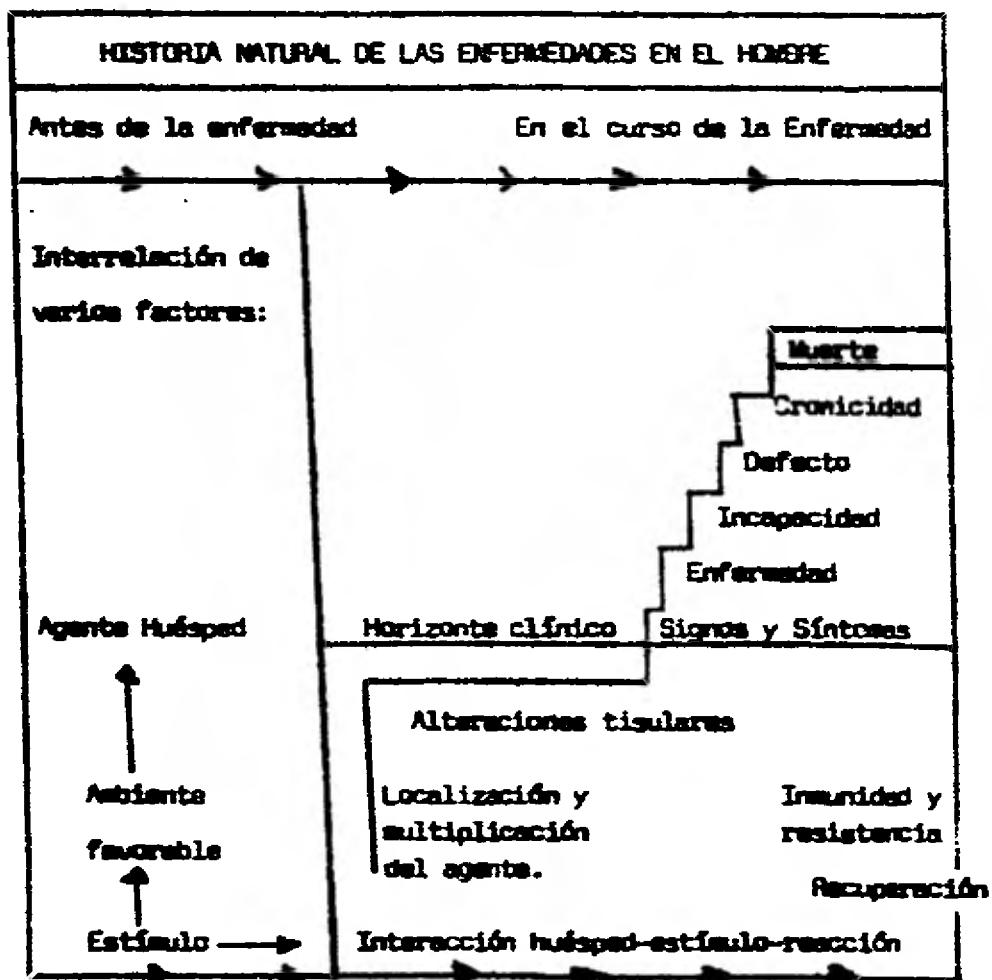 HISTORIA NATURAL DE LAS ENFERMEDADES EN EL HOMBRE
Antes de la enfermedad
En el curso de la Enfermedad
Interrelación de
varios factores:
Muerte
Cronicidad
Defecto
Incapacidad
Enfermedad
Agente Huésped
Horizonte clínico
Signos y Síntomas
Alteraciones tisulares
Ambiente
favorable
Localización y
multiplicación
del agente.
Inmunidad y
resistencia
Recuperación
Estímulo
Interacción huésped-estímulo-reacción